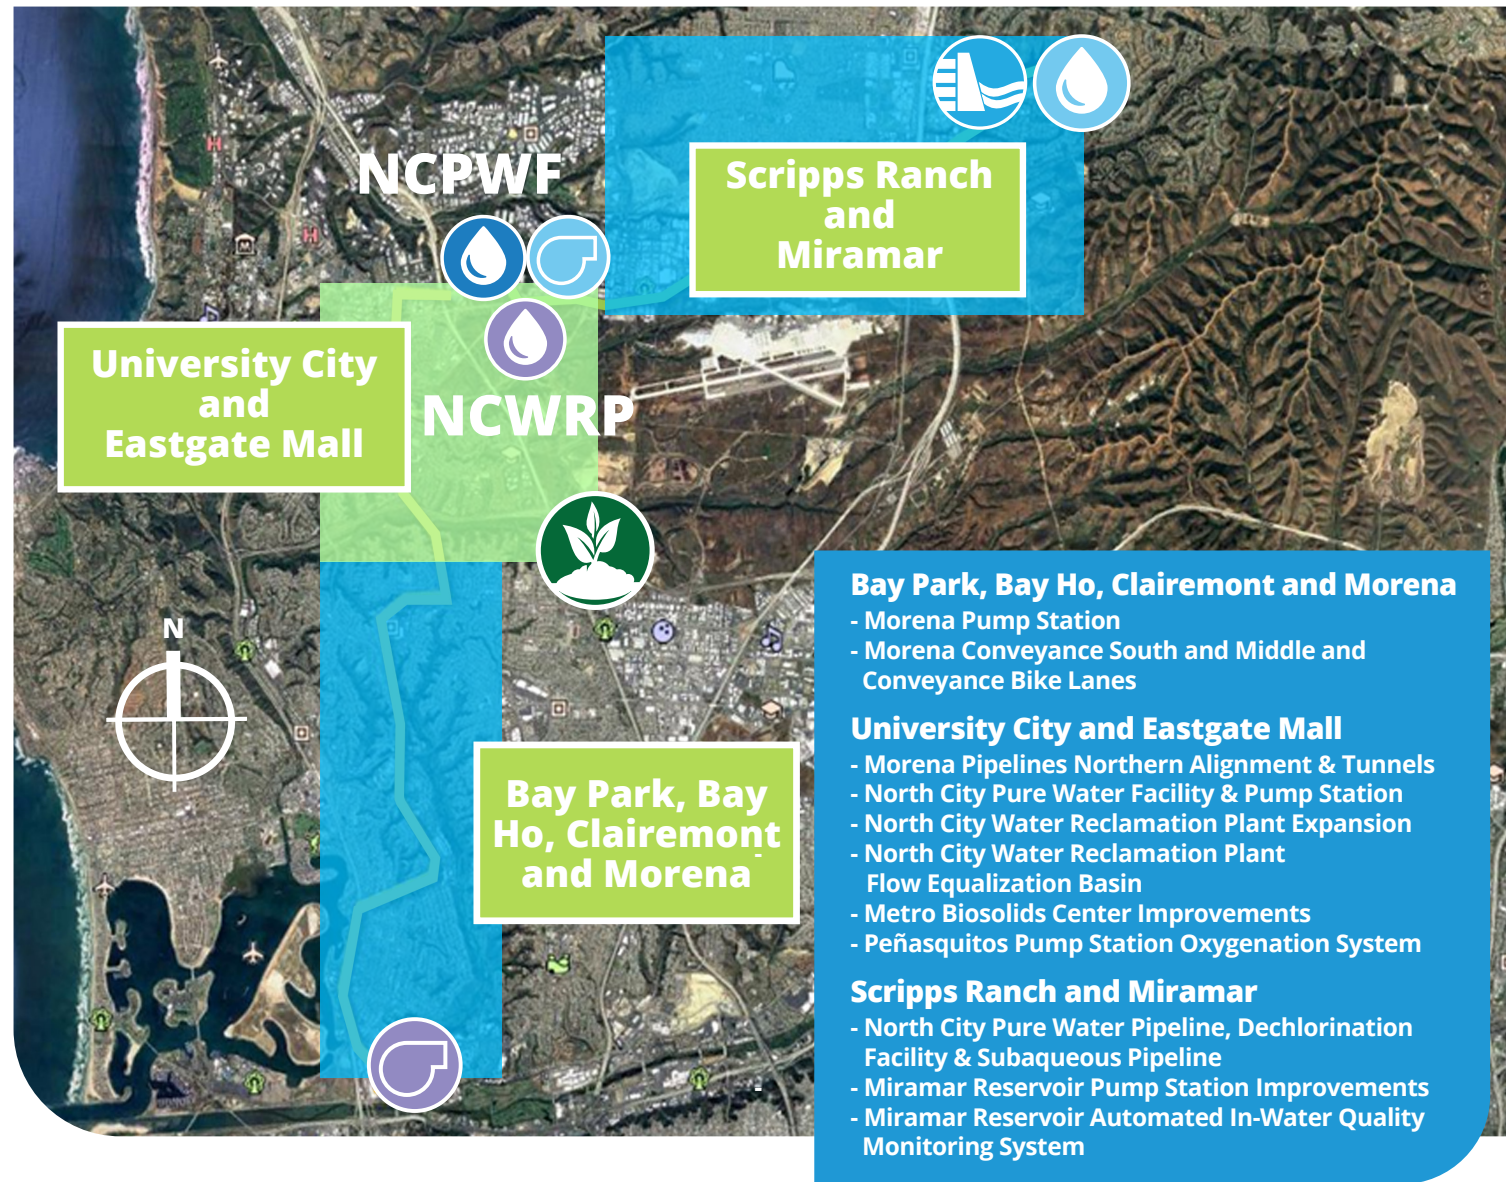 NCPWF
Scripps Ranch
and
Miramar
University City
and
Eastgate Mall
NCWRP
N
Bay Park, Bay
Ho, Clairemont
and Morena
Bay Park, Bay Ho, Clairemont and Morena
- Morena Pump Station
- Morena Conveyance South and Middle and
Conveyance Bike Lanes
University City and Eastgate Mall
- Morena Pipelines Northern Alignment & Tunnels
- North City Pure Water Facility & Pump Station
- North City Water Reclamation Plant Expansion
- North City Water Reclamation Plant
Flow Equalization Basin
- Metro Biosolids Center Improvements
- Peñasquitos Pump Station Oxygenation System
Scripps Ranch and Miramar
- North City Pure Water Pipeline, Dechlorination
Facility & Subaqueous Pipeline
- Miramar Reservoir Pump Station Improvements
- Miramar Reservoir Automated In-Water Quality
Monitoring System